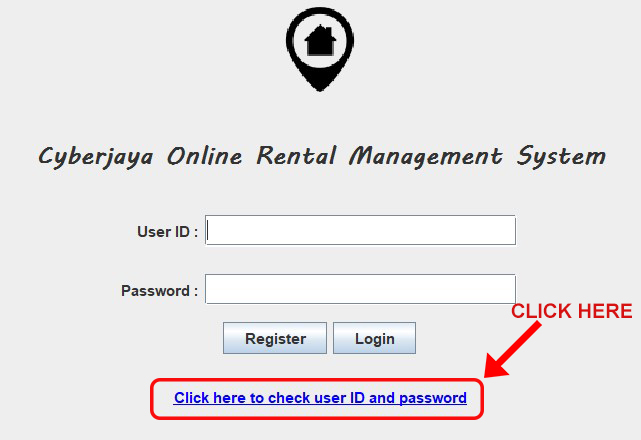 Cyberjaya Online Rental Management System
User ID :
Password :
CLICK HERE
Register Login
Click here to check user ID and password